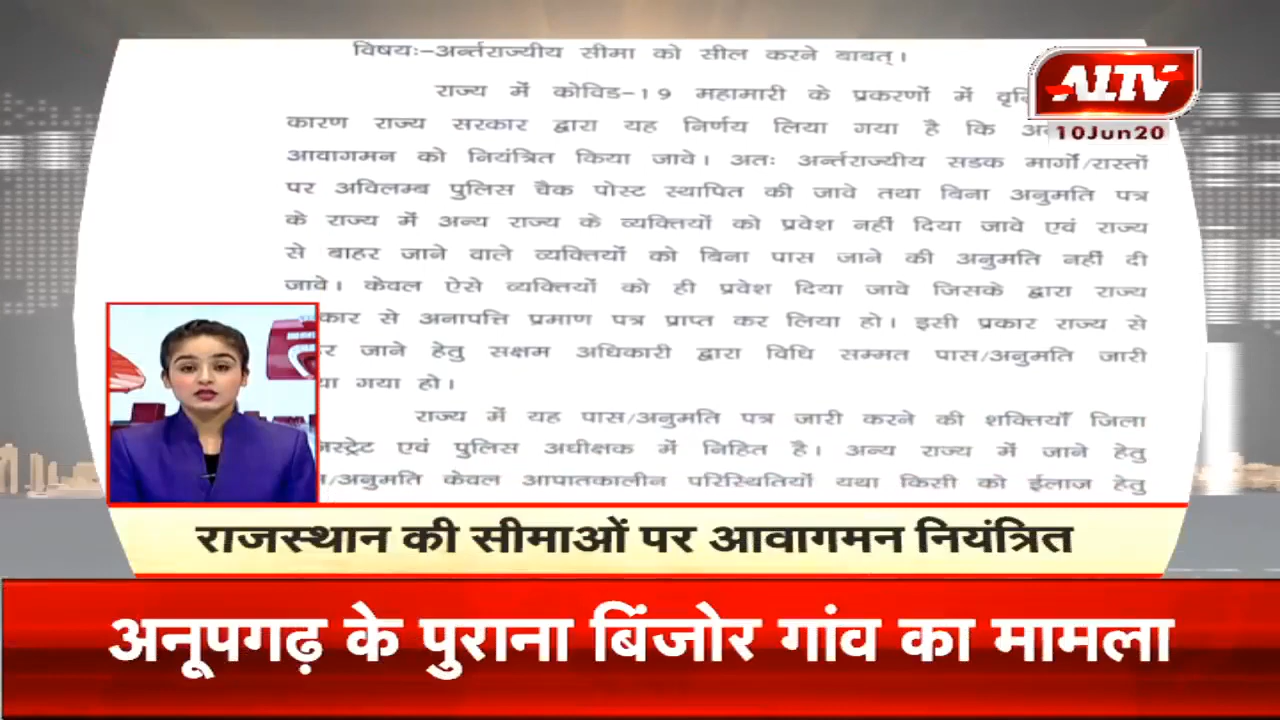 विषयः-अर्न्तराज्यीय सीमा को सील करने बाबत्।
ALTV
10Jun20
राज्य में कोविड-19 महामारी के प्रकरणों में
कारण राज्य सरकार द्वारा यह निर्णय लिया गया है कि
आवागमन को नियंत्रित किया जावे। अतः अर्न्तराज्यीय सडक मार्गो/रास्तों
पर अविलम्ब पुलिस चैक पोस्ट स्थापित की जावे तथा बिना अनुमति पत्र
के राज्य में अन्य राज्य के व्यक्तियों को प्रवेश नहीं दिया जावे एवं राज्य
से बाहर जाने वाले व्यक्तियों को बिना पास जाने की अनुमति नहीं दी
जावे। केवल ऐसे व्यक्तियों को ही प्रवेश दिया जावे जिसके द्वारा राज्य
से अनापत्ति प्रमाण पत्र प्राप्त कर लिया हो। इसी प्रकार राज्य से
जाने हेतु सक्षम अधिकारी द्वारा विधि सम्मत पास/अनुमति जारी
गया हो।
राज्य में यह पास/अनुमति पत्र जारी करने की शक्तियाँ जिला
एवं पुलिस अधीक्षक में निहित है। अन्य राज्य में जाने हेतु
/अनुमति केवल आपातकालीन परिस्थितियों यथा किसी को ईलाज हेतु
राजस्थान की सीमाओं पर आवागमन नियंत्रित
अनूपगढ़ के पुराना बिंजोर गांव का मामला